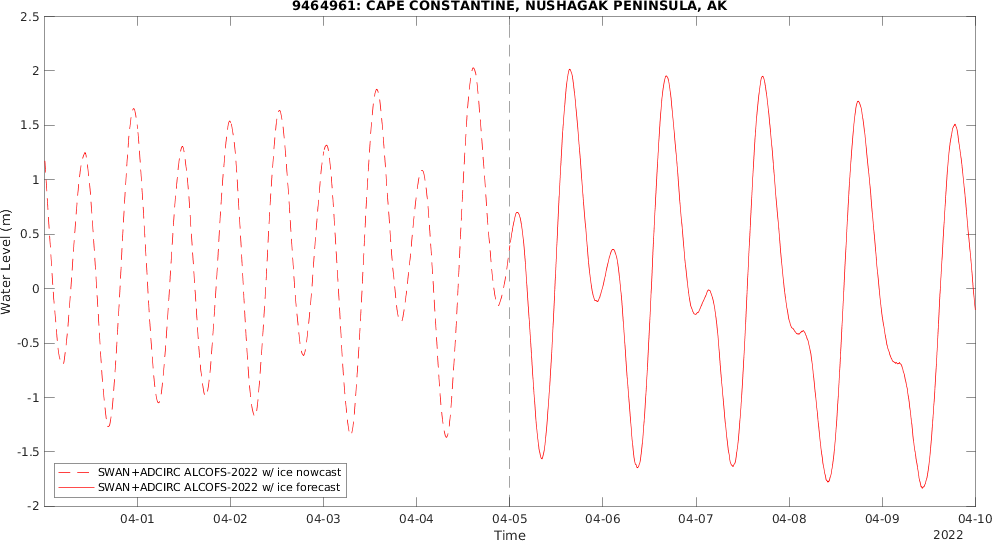 9464961: CAPE CONSTANTINE, NUSHAGAK PENINSULA, AK
2.5
2
1.5
1
0.5
0
-0.5
-1
-1.5
-2
Water Level (m)
SWAN+ADCIRC ALCOFS-2022 w/ ice nowcast
SWAN+ADCIRC ALCOFS-2022 w/ ice forecast
04-01 04-02 04-03 04-04 04-05 04-06 04-07 04-08 04-09 04-10
Time
2022